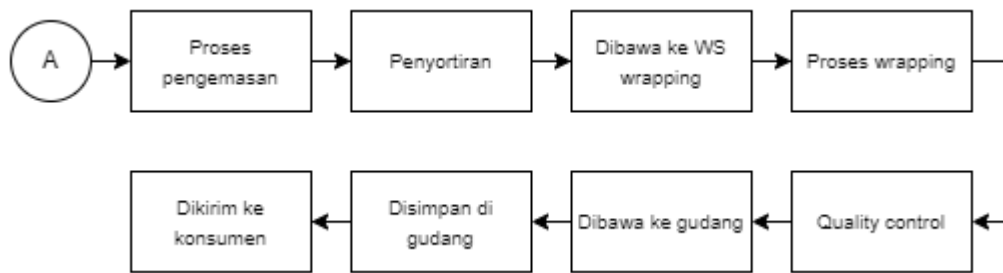 A
Proses
pengemasan
Penyortiran
Dibawa ke WS
wrapping
Proses wrapping
Quality control
Dibawa ke gudang
Disimpan di
gudang
Dikirim ke
konsumen